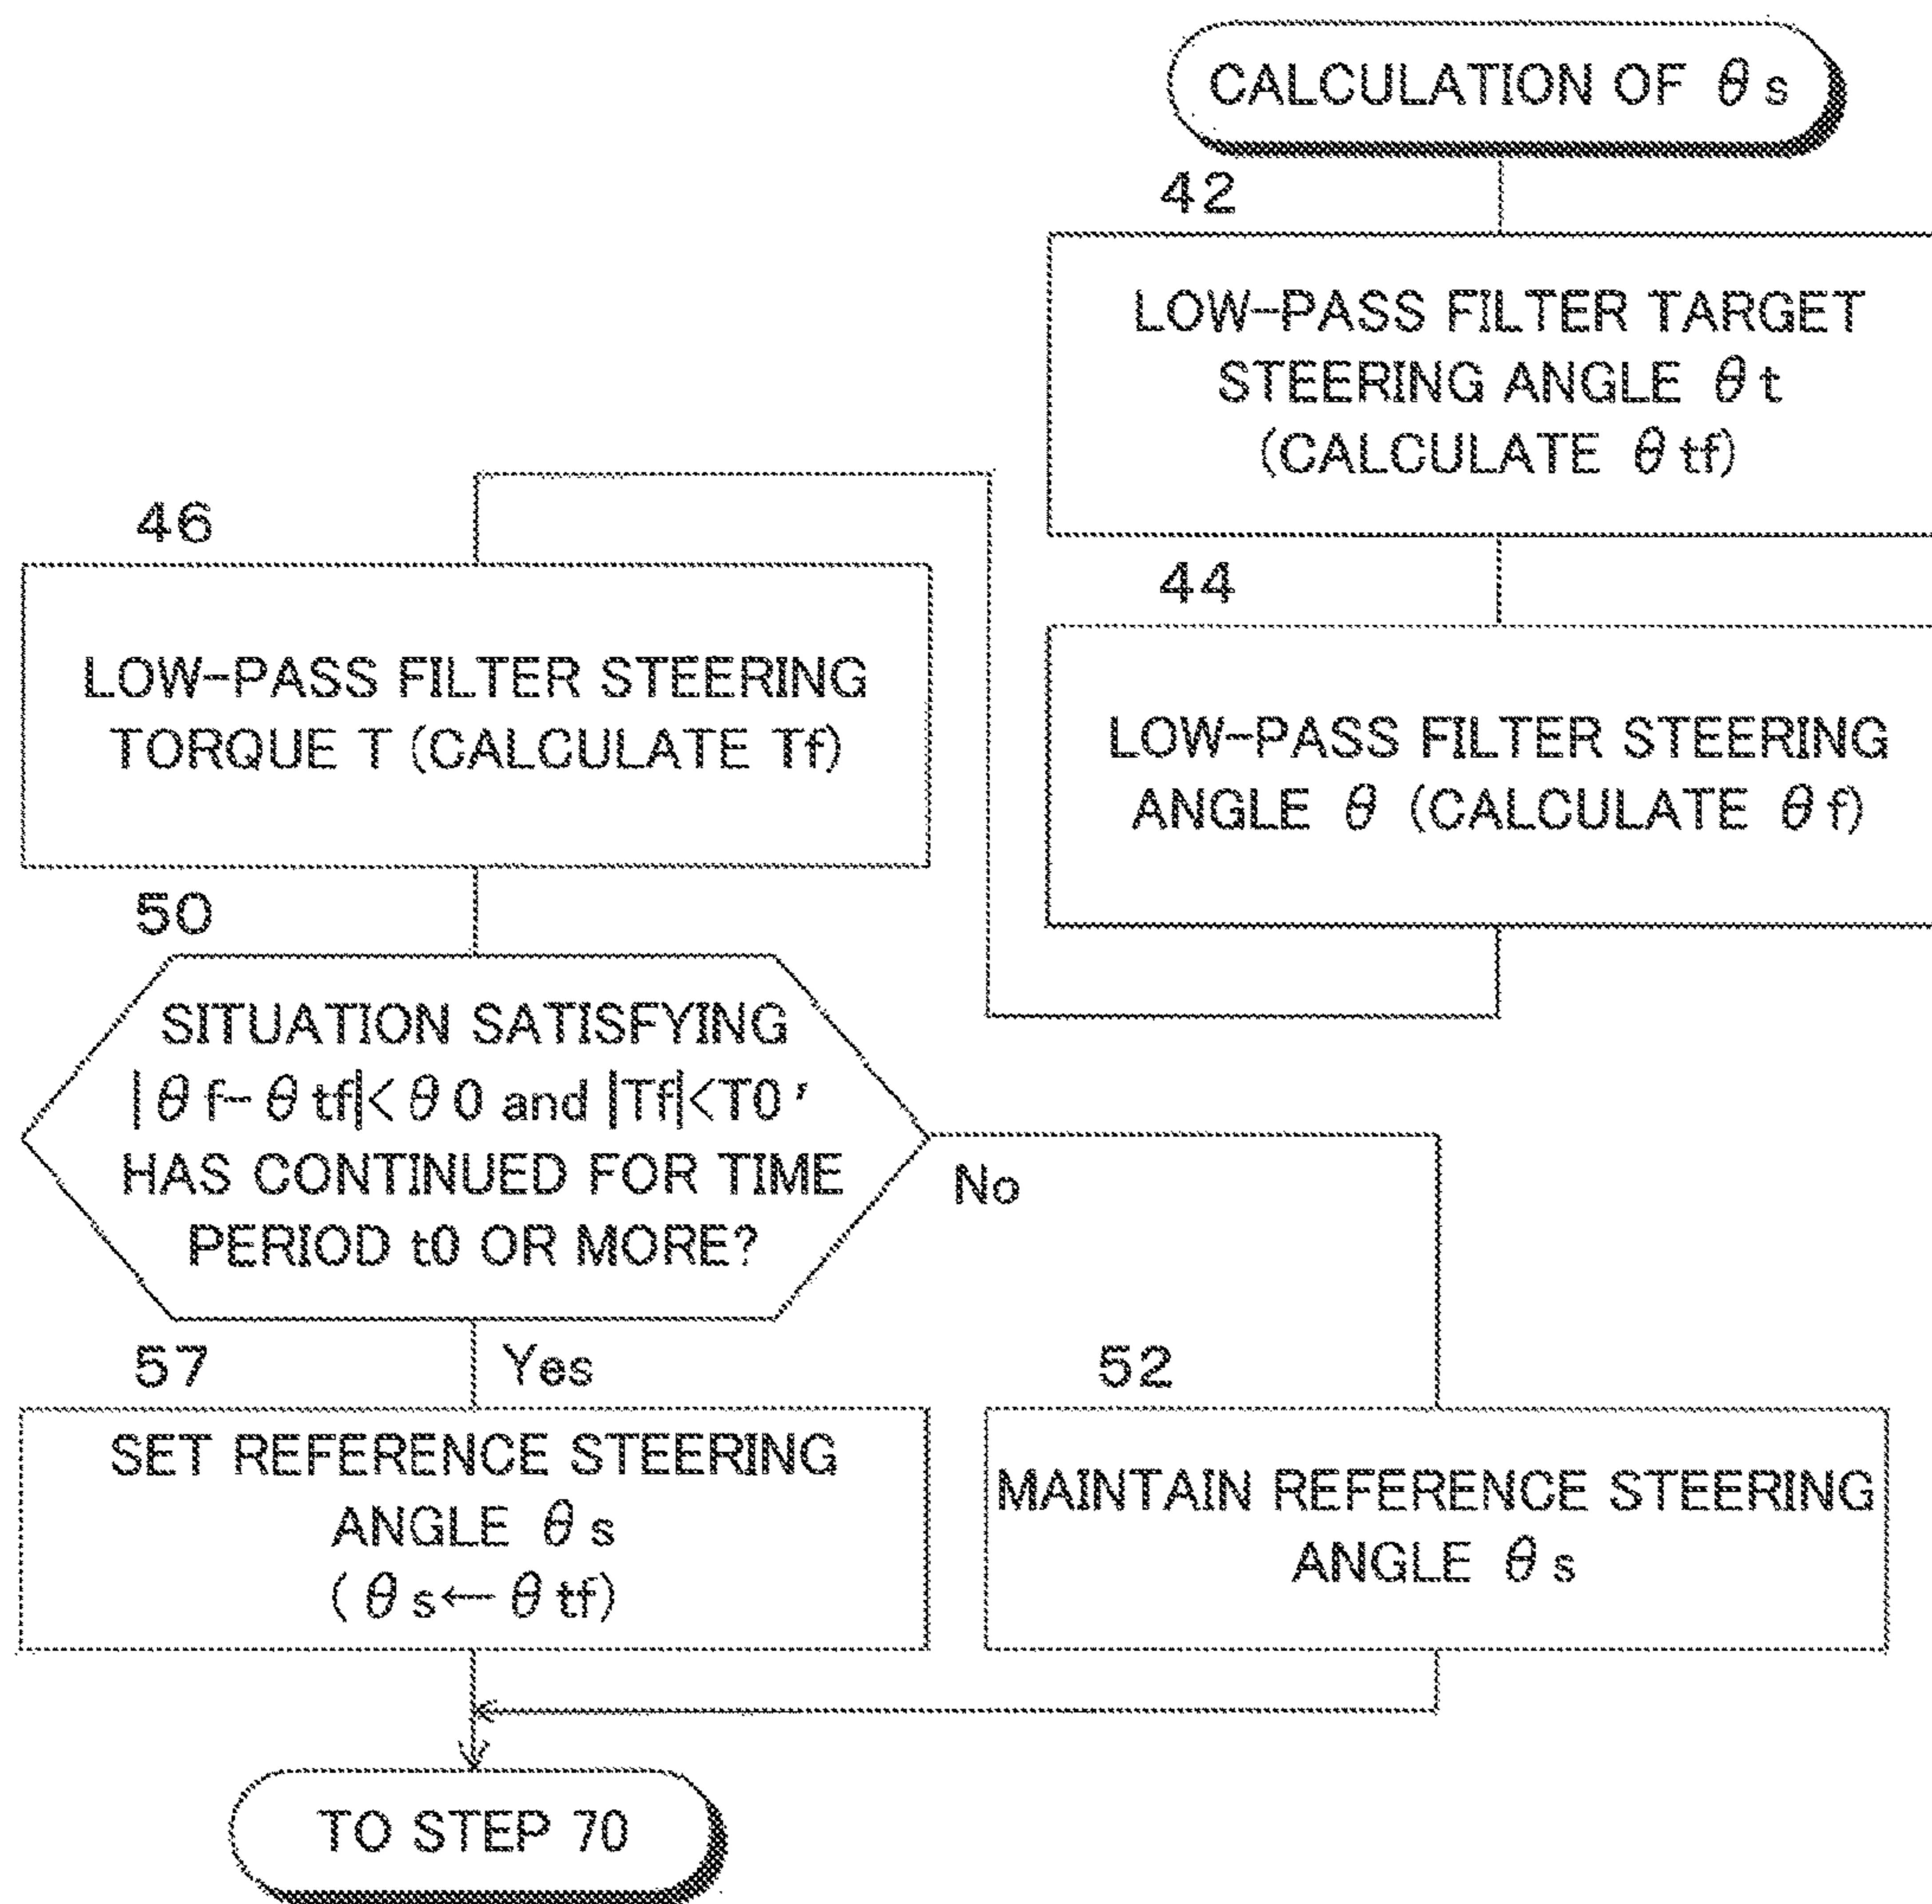 CALCULATION OF θs
42
LOW-PASS FILTER TARGET
STEERING ANGLE θt
(CALCULATE θtf)
44
LOW-PASS FILTER STEERING
ANGLE θ (CALCULATE θf)
46
LOW-PASS FILTER STEERING
TORQUE T (CALCULATE Tf)
50
SITUATION SATISFYING
|θf-θtf|<θ0 and |Tf|<T0'
HAS CONTINUED FOR TIME
PERIOD t0 OR MORE?
No
Yes
57
SET REFERENCE STEERING
ANGLE θs
(θs←θtf)
52
MAINTAIN REFERENCE STEERING
ANGLE θs
TO STEP 70